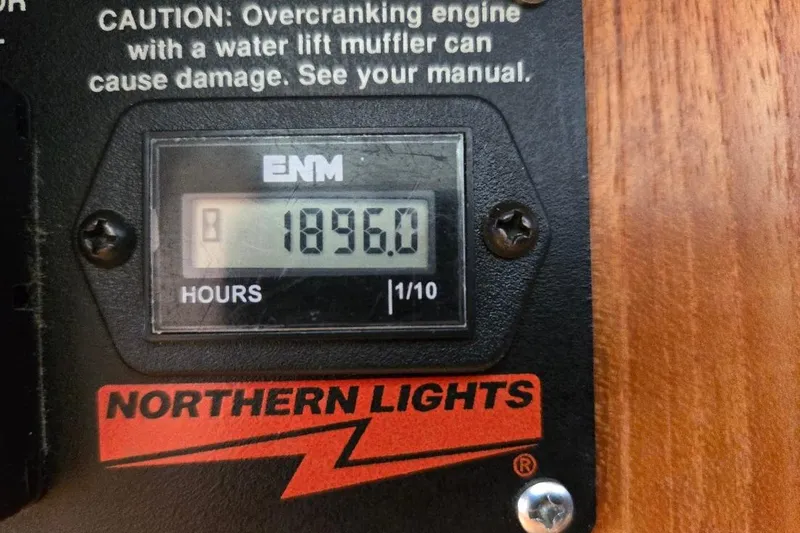 OR
CAUTION: Overcranking engine
with a water lift muffler can
cause damage. See your manual.
ENM
1896.0
HOURS
1/10
NORTHERN LIGHTS
®